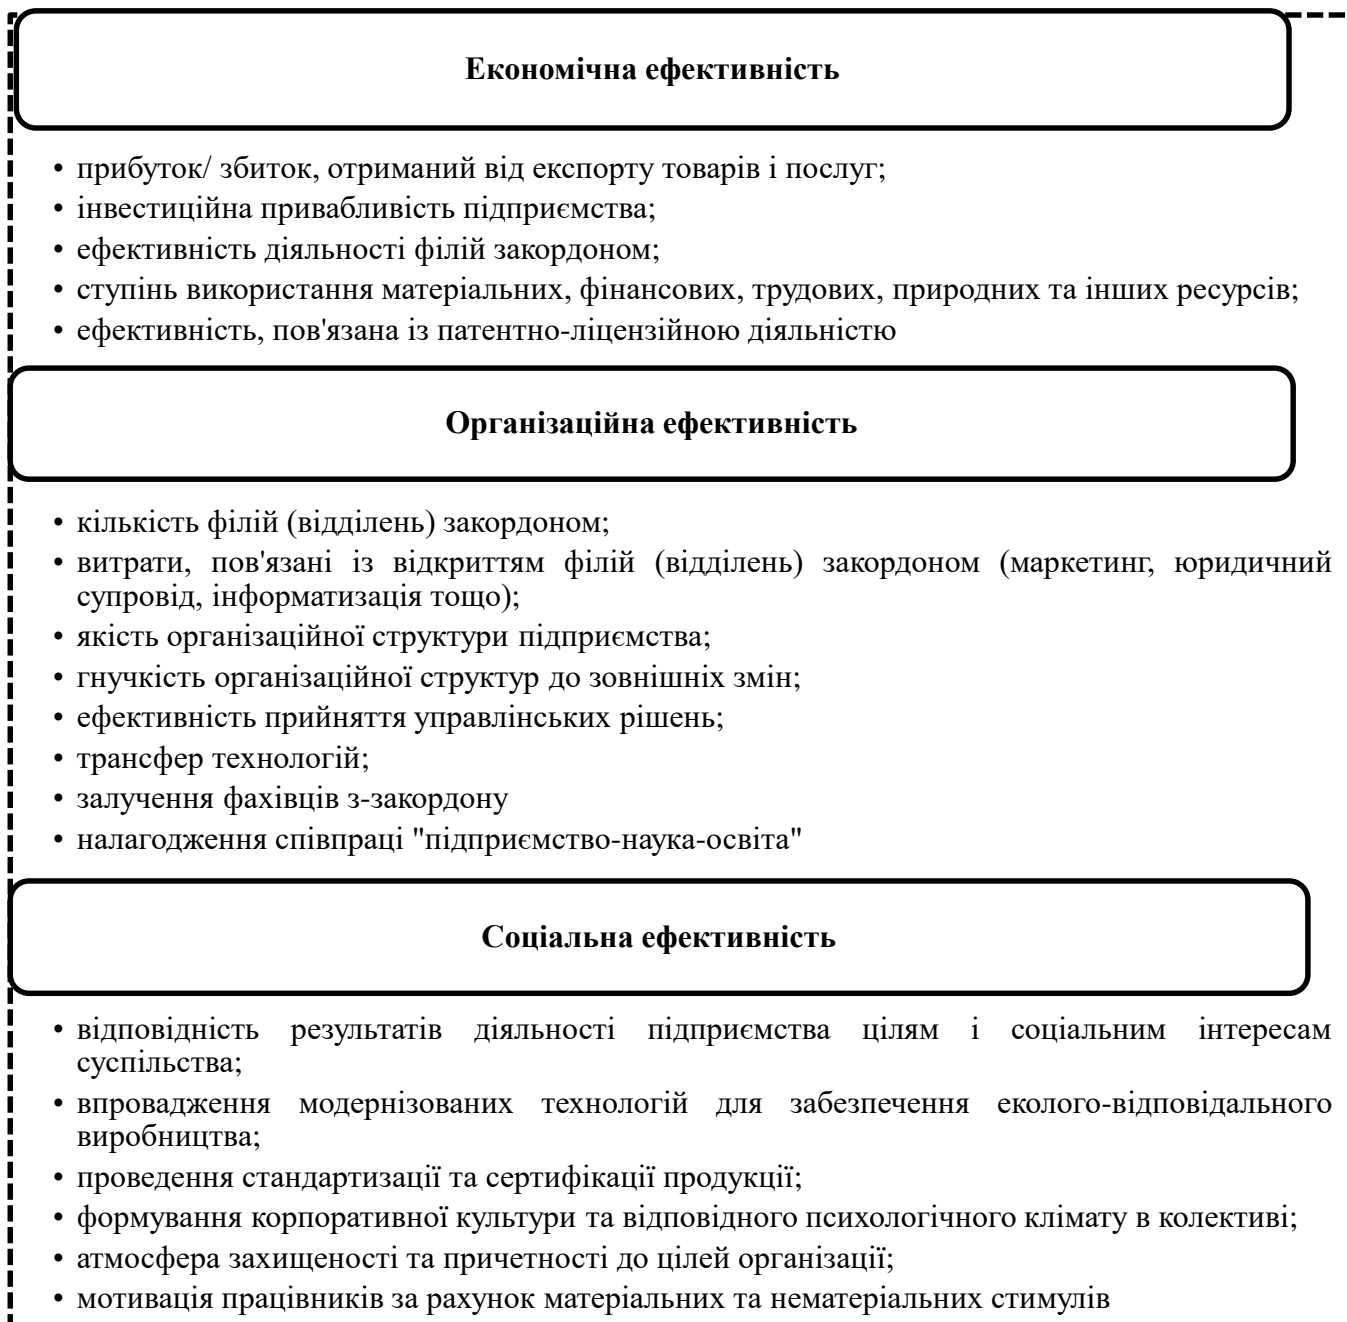 Економічна ефективність
• прибуток/ збиток, отриманий від експорту товарів і послуг;
• інвестиційна привабливість підприємства;
• ефективність діяльності філій закордоном;
• ступінь використання матеріальних, фінансових, трудових, природних та інших ресурсів;
• ефективність, пов'язана із патентно-ліцензійною діяльністю
Організаційна ефективність
• кількість філій (відділень) закордоном;
• витрати, пов'язані із відкриттям філій (відділень) закордоном (маркетинг, юридичний
супровід, інформатизація тощо);
• якість організаційної структури підприємства;
• гнучкість організаційної структур до зовнішніх змін;
• ефективність прийняття управлінських рішень;
• трансфер технологій;
• залучення фахівців з-закордону
• налагодження співпраці "підприємство-наука-освіта"
Соціальна ефективність
• відповідність результатів діяльності підприємства цілям і соціальним інтересам
суспільства;
• впровадження модернізованих технологій для забезпечення еколого-відповідального
виробництва;
• проведення стандартизації та сертифікації продукції;
• формування корпоративної культури та відповідного психологічного клімату в колективі;
• атмосфера захищеності та причетності до цілей організації;
• мотивація працівників за рахунок матеріальних та нематеріальних стимулів